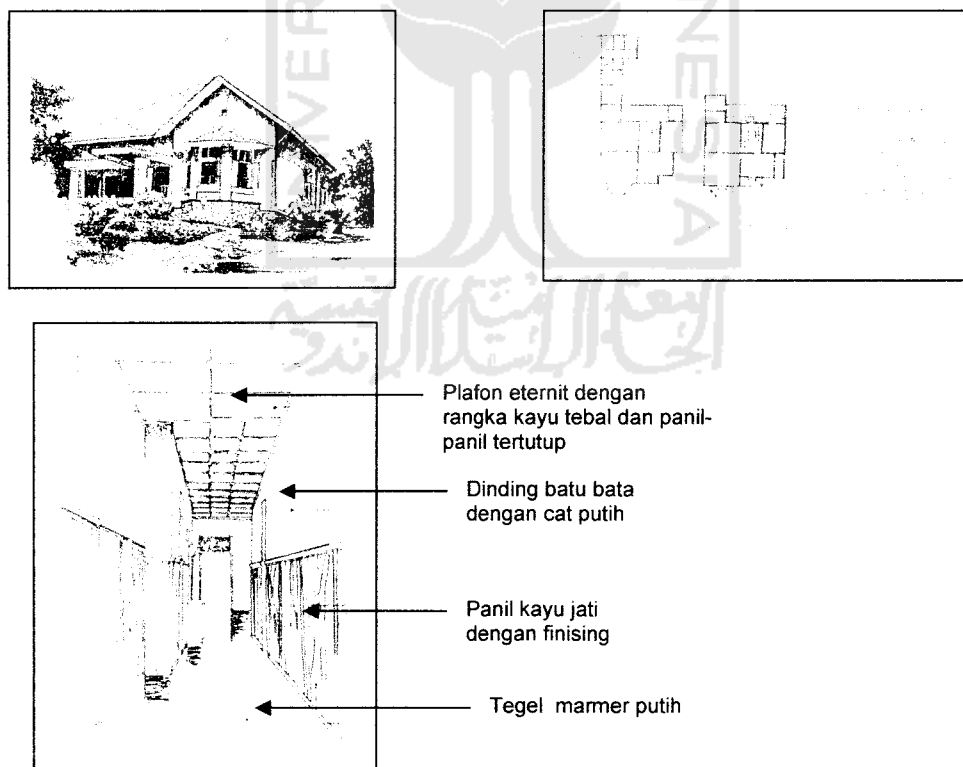 Plafon eternit dengan
rangka kayu tebal dan panil-
panil tertutup
Dinding batu bata
dengan cat putih
Panil kayu jati
dengan finising
Tegel marmer putih